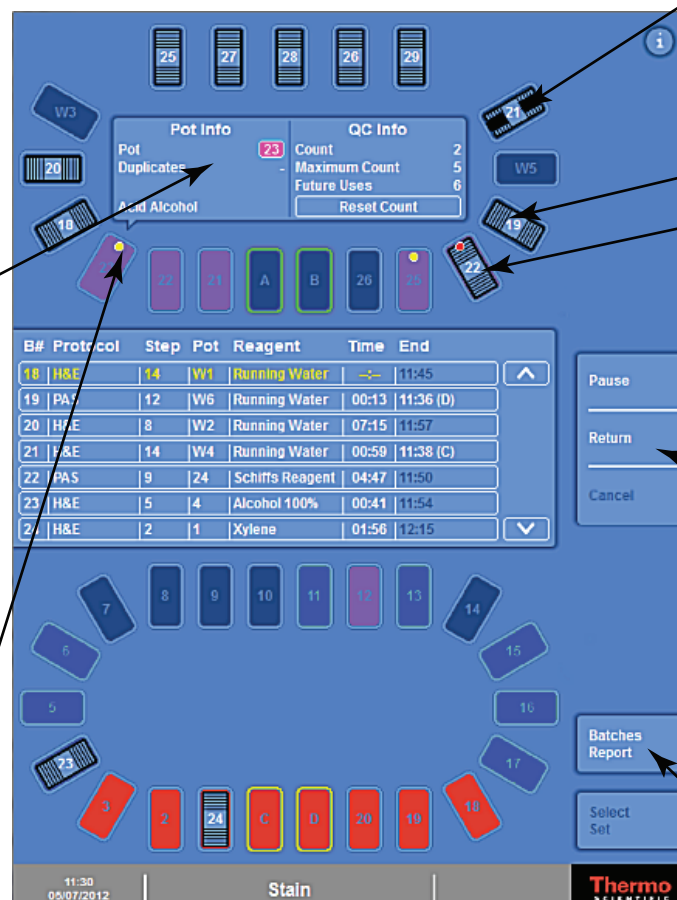 25 27 28 26 29
i
W3
21
Pot Info QC Info
Pot 23 Count 2
Duplicates - Maximum Count 5
Future Uses 6
Acid Alcohol Reset Count
20 W5
18 19
22 21 A B 26 25 22
B# Protocol Step Pot Reagent Time End
18 H&E 14 W1 Running Water --:-- 11:45
19 PAS 12 W6 Running Water 00:13 11:36 (D)
20 H&E 8 W2 Running Water 07:15 11:57
21 H&E 14 W4 Running Water 00:59 11:38 (C)
22 PAS 9 24 Schiffs Reagent 04:47 11:50
23 H&E 5 4 Alcohol 100% 00:41 11:54
24 H&E 2 1 Xylene 01:56 12:15
Pause
Return
Cancel
7 8 9 10 11 12 13 14
6 15
5 16
23 17
3 2 24 C D 20 19 18
Batches
Report
Select
Set
11:30
05/07/2012
Stain
Thermo
SCIENTIFIC